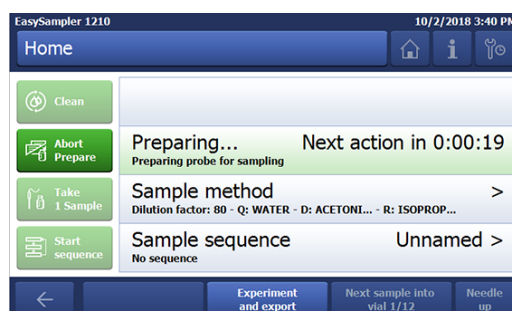 EasySampler 1210 10/2/2018 3:40 PM
Home
Clean
Abort
Prepare
Preparing... Next action in 0:00:19
Preparing probe for sampling
Take
1 Sample
Sample method >
Dilution factor: 80 - Q: WATER - D: ACETONI... - R: ISOPROP...
Start
sequence
Sample sequence Unnamed >
No sequence
Experiment
and export
Next sample into
vial 1/12
Needle
up